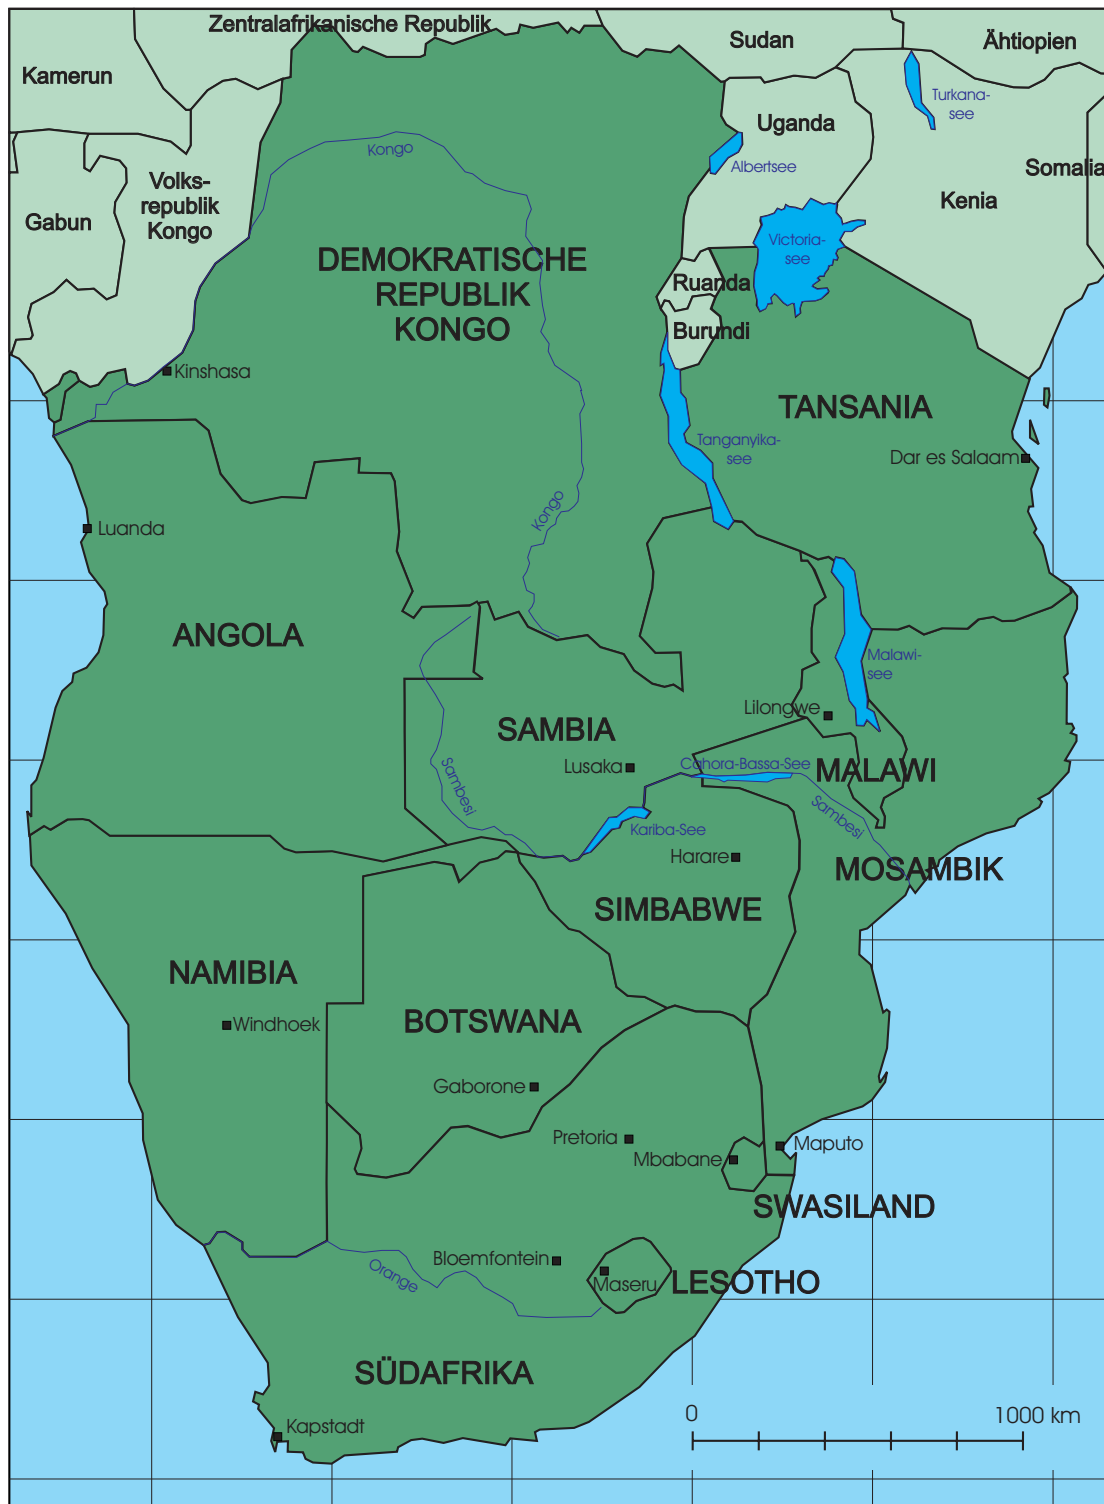 Zentralafrikanische Republik
Sudan
Ähtiopien
Kamerun
Turkana-
see
Uganda
Albertsee
Somalia
Kenia
Volks-
republik
Kongo
Gabun
Kongo
Victoria-
see
DEMOKRATISCHE
REPUBLIK
KONGO
Ruanda
Burundi
Kinshasa
TANSANIA
Tanganyika-
see
Dar es Salaam
Kongo
Luanda
ANGOLA
Malawi-
see
Lilongwe
SAMBIA
Lusaka
Cahora-Bassa-See
MALAWI
Sambesi
Sambesi
Kariba-See
Harare
MOSAMBIK
SIMBABWE
NAMIBIA
Windhoek
BOTSWANA
Gaborone
Pretoria
Maputo
Mbabane
SWASILAND
Bloemfontein
Orange
Maseru
LESOTHO
SÜDAFRIKA
Kapstadt
0 1000 km